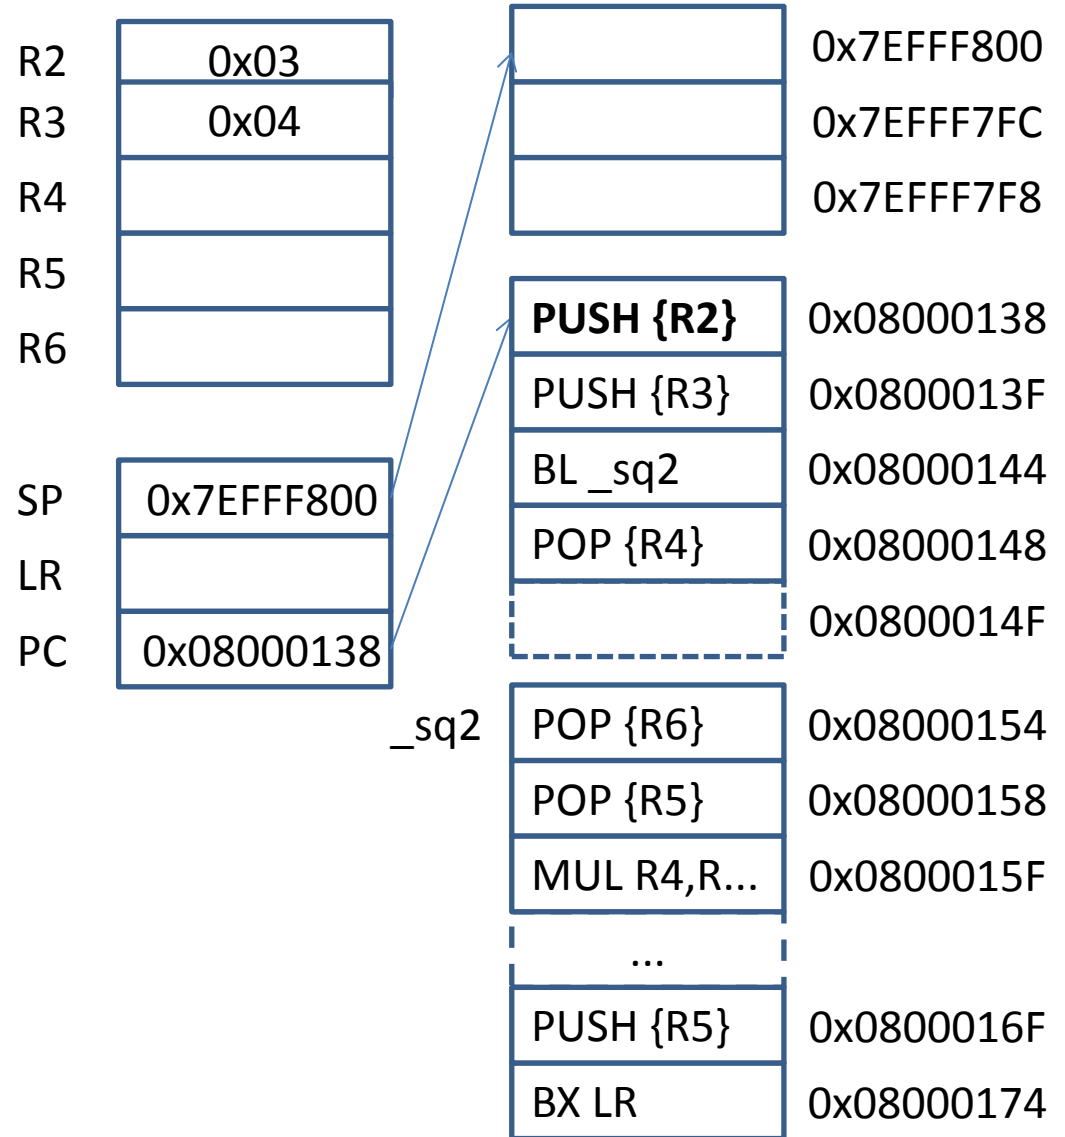 R2 0x03
R3 0x04
R4
R5
R6
SP 0x7EFFF800
LR
PC 0x08000138
0x7EFFF800
0x7EFFF7FC
0x7EFFF7F8
PUSH {R2} 0x08000138
PUSH {R3} 0x0800013F
BL _sq2 0x08000144
POP {R4} 0x08000148
0x0800014F
_sq2 POP {R6} 0x08000154
POP {R5} 0x08000158
MUL R4,R... 0x0800015F
...
PUSH {R5} 0x0800016F
BX LR 0x08000174